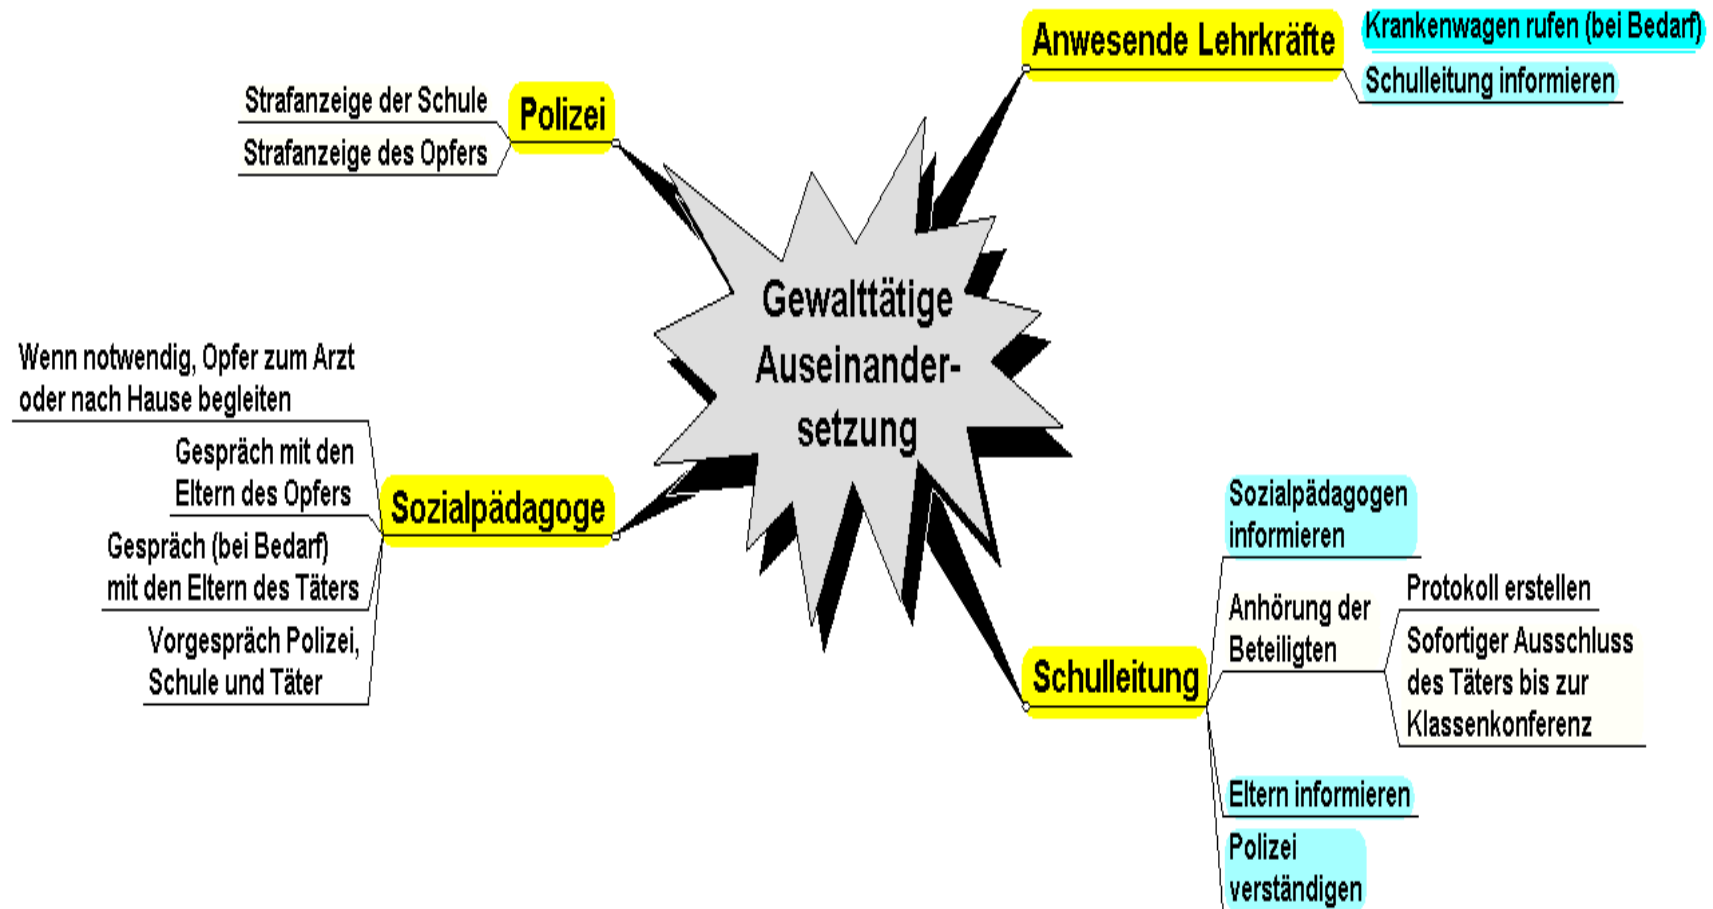 Gewalttätige
Auseinander-
setzung
Anwesende Lehrkräfte
Krankenwagen rufen (bei Bedarf)
Schulleitung informieren
Schulleitung
Sozialpädagogen
informieren
Anhörung der
Beteiligten
Protokoll erstellen
Sofortiger Ausschluss
des Täters bis zur
Klassenkonferenz
Eltern informieren
Polizei
verständigen
Sozialpädagoge
Wenn notwendig, Opfer zum Arzt
oder nach Hause begleiten
Gespräch mit den
Eltern des Opfers
Gespräch (bei Bedarf)
mit den Eltern des Täters
Vorgespräch Polizei,
Schule und Täter
Polizei
Strafanzeige der Schule
Strafanzeige des Opfers